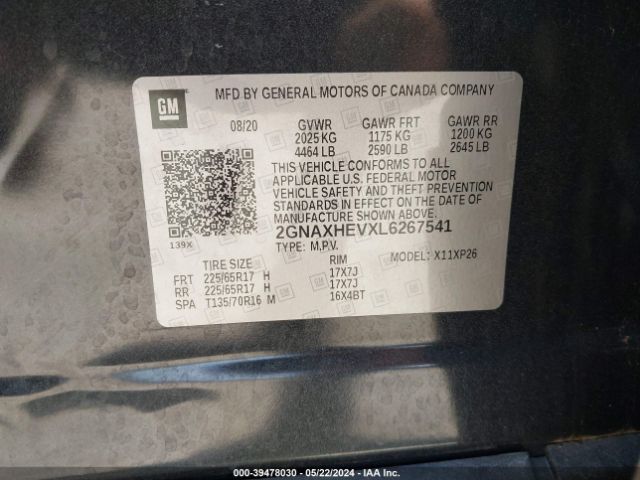 GM
MFD BY GENERAL MOTORS OF CANADA COMPANY
08/20 GVWR GAWR FRT GAWR RR
2025 KG 1175 KG 1200 KG
4464 LB 2590 LB 2645 LB
THIS VEHICLE CONFORMS TO ALL
APPLICABLE U.S. FEDERAL MOTOR
VEHICLE SAFETY AND THEFT PREVENTION
STANDARDS IN EFFECT ON THE DATE OF
MANUFACTURE SHOWN ABOVE.
139X 2GNAXHEVXL6267541
TYPE: M.P.V. MODEL: X11XP26
TIRE SIZE RIM
FRT 225/65R17 H 17X7J
RR 225/65R17 H 17X7J
SPA T135/70R16 M 16X4BT
000-39478030 - 05/22/2024 - IAA Inc.